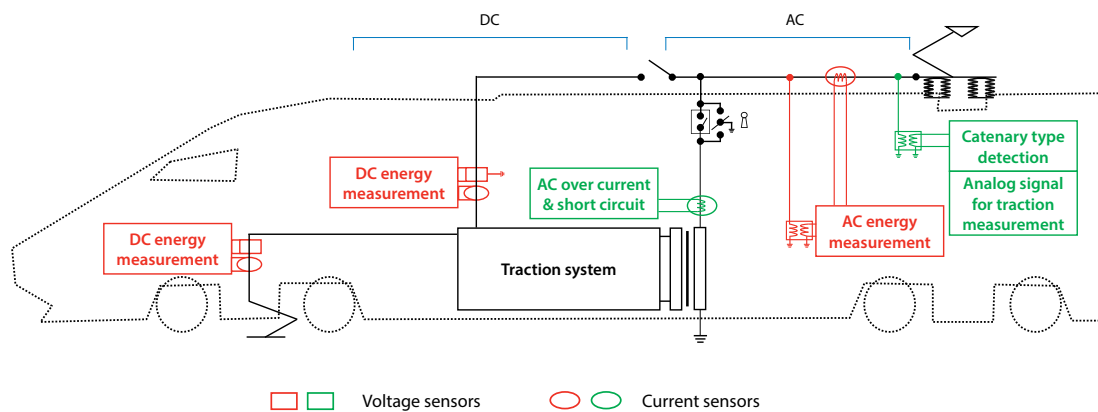 DC
AC
Catenary type
detection
DC energy
measurement
AC over current
& short circuit
Analog signal
for traction
measurement
AC energy
measurement
DC energy
measurement
Traction system
Voltage sensors
Current sensors